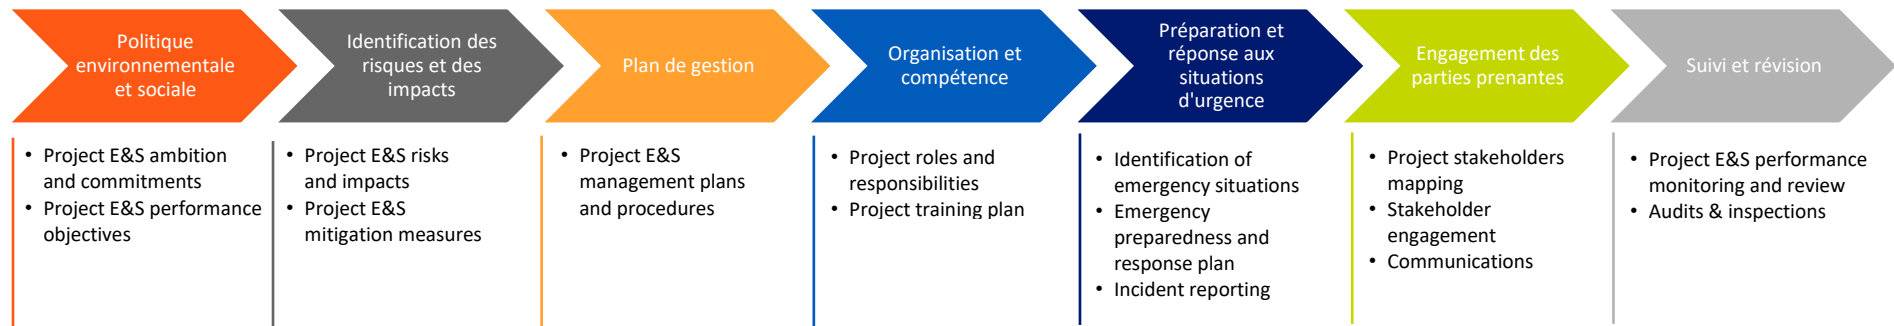 Politique
environnementale
et sociale
Identification des
risques et des
impacts
Plan de gestion
Organisation et
compétence
Préparation et
réponse aux
situations
d'urgence
Engagement des
parties prenantes
Suivi et révision
• Project E&S ambition
and commitments
• Project E&S performance
objectives
• Project E&S risks
and impacts
• Project E&S
mitigation measures
• Project E&S
management plans
and procedures
• Project roles and
responsibilities
• Project training plan
• Identification of
emergency situations
• Emergency
preparedness and
response plan
• Incident reporting
• Project stakeholders
mapping
• Stakeholder
engagement
• Communications
• Project E&S performance
monitoring and review
• Audits & inspections